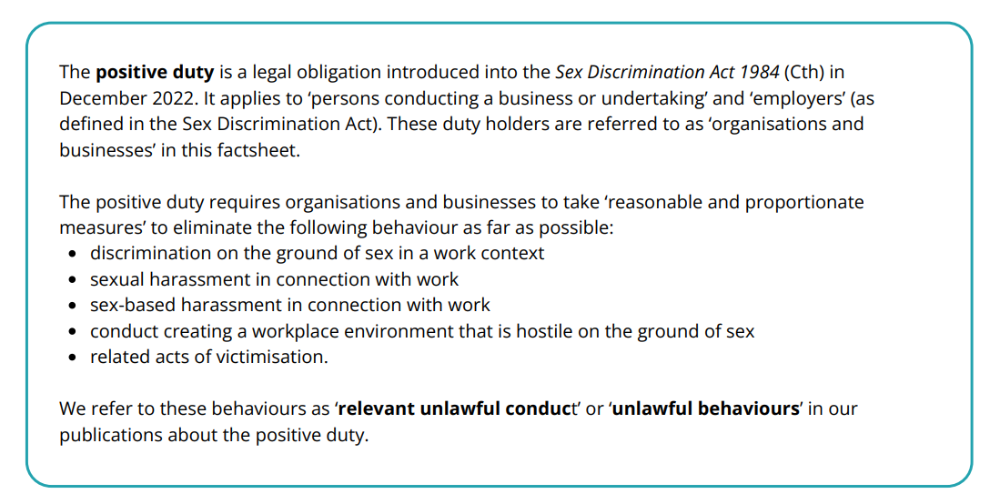 The positive duty is a legal obligation introduced into the Sex Discrimination Act 1984 (Cth) in
December 2022. It applies to ‘persons conducting a business or undertaking’ and ‘employers’ (as
defined in the Sex Discrimination Act). These duty holders are referred to as ‘organisations and
businesses’ in this factsheet.
The positive duty requires organisations and businesses to take ‘reasonable and proportionate
measures’ to eliminate the following behaviour as far as possible:
• discrimination on the ground of sex in a work context
• sexual harassment in connection with work
• sex-based harassment in connection with work
• conduct creating a workplace environment that is hostile on the ground of sex
• related acts of victimisation.
We refer to these behaviours as ‘relevant unlawful conduct’ or ‘unlawful behaviours’ in our
publications about the positive duty.